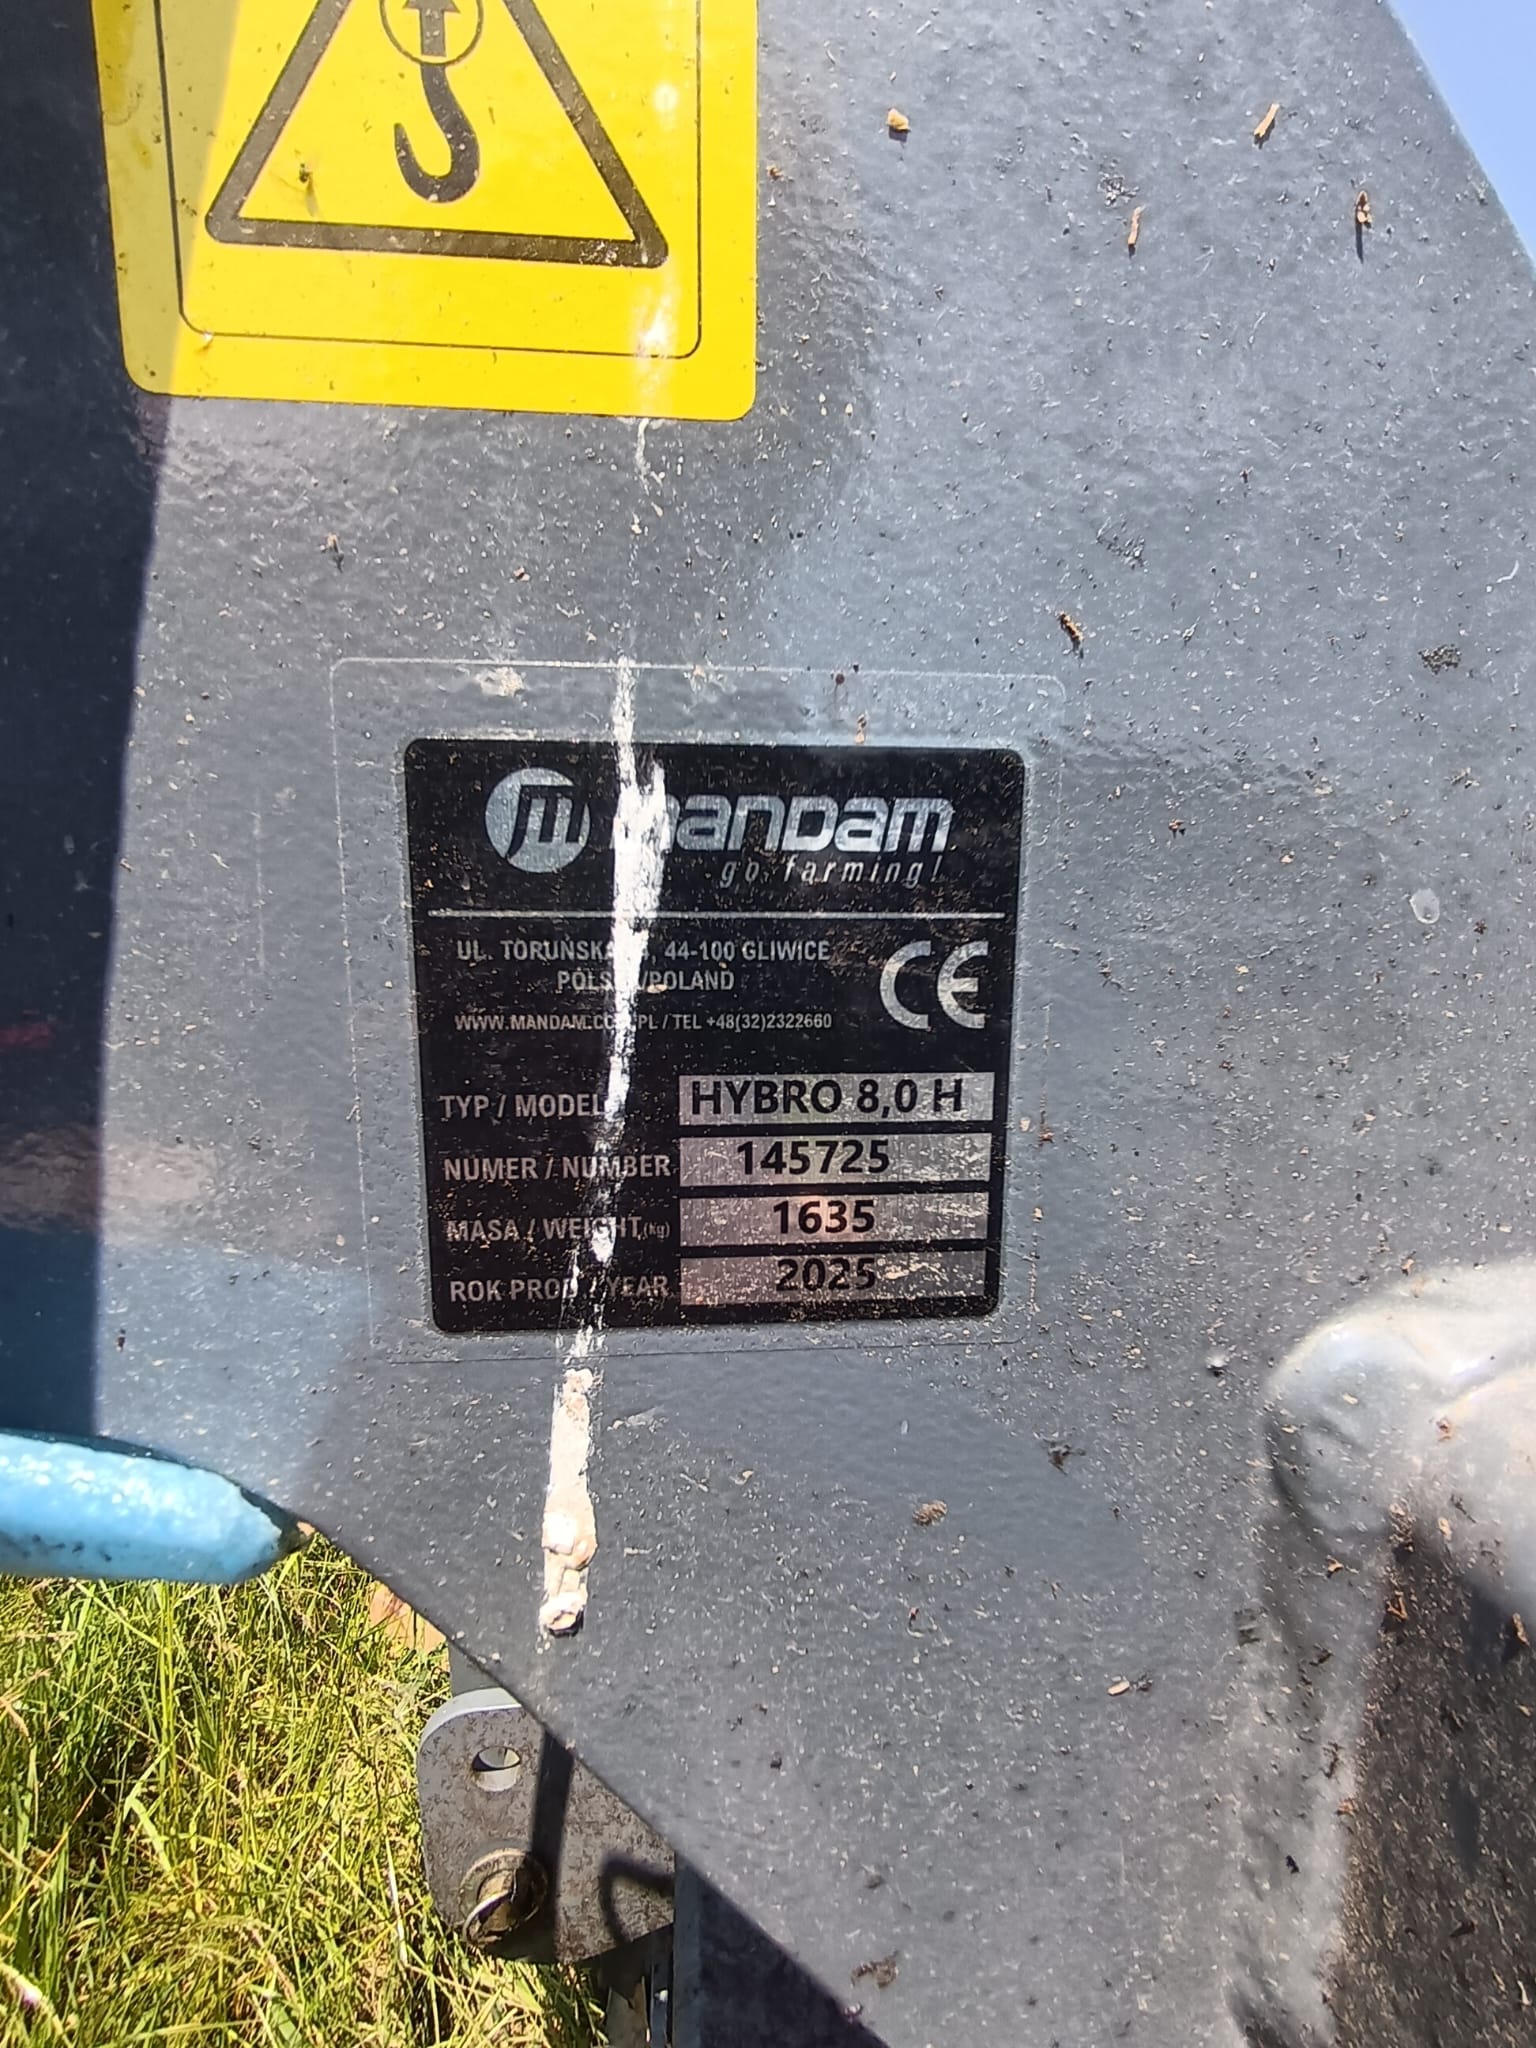 mandam
go farming!
UL. TORUŃSKA 14, 44-100 GLIWICE
POLSKA/POLAND
WWW.MANDAM.COM.PL / TEL +48(32)2322660
CE
TYP / MODEL HYBRO 8,0 H
NUMER / NUMBER 145725
MASA / WEIGHT (kg) 1635
ROK PROD / YEAR 2025